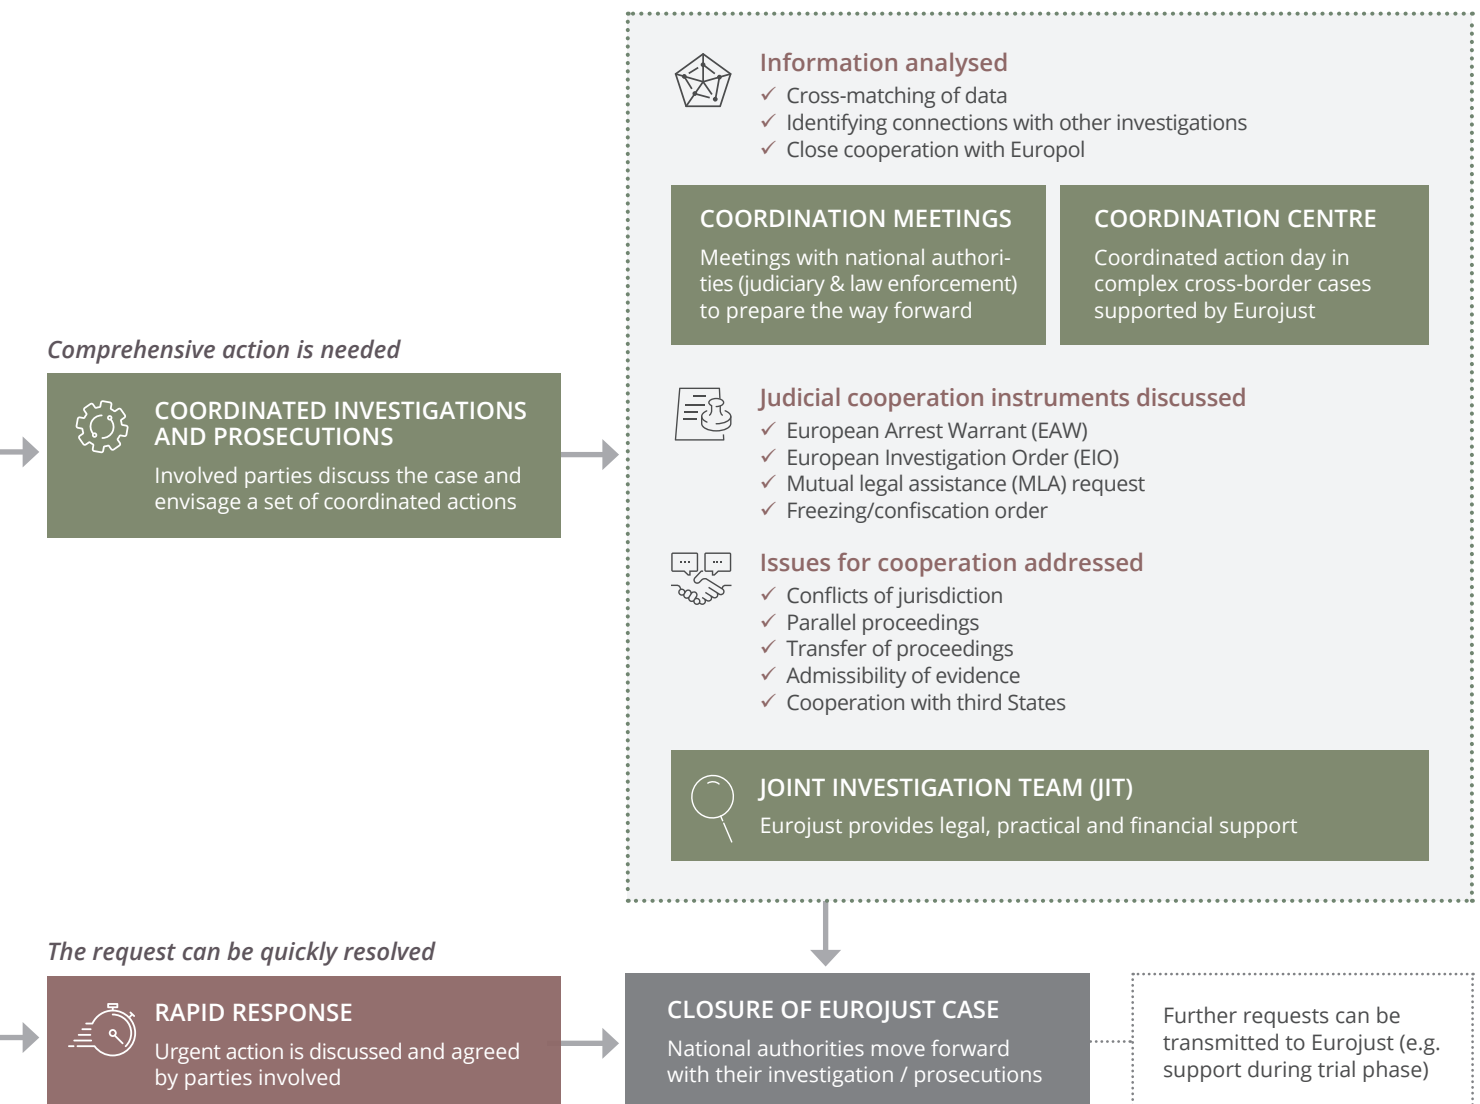 Information analysed
✓ Cross-matching of data
✓ Identifying connections with other investigations
✓ Close cooperation with Europol
COORDINATION MEETINGS
Meetings with national authori-
ties (judiciary & law enforcement)
to prepare the way forward
COORDINATION CENTRE
Coordinated action day in
complex cross-border cases
supported by Eurojust
Comprehensive action is needed
COORDINATED INVESTIGATIONS
AND PROSECUTIONS
Involved parties discuss the case and
envisage a set of coordinated actions
Judicial cooperation instruments discussed
✓ European Arrest Warrant (EAW)
✓ European Investigation Order (EIO)
✓ Mutual legal assistance (MLA) request
✓ Freezing/confiscation order
Issues for cooperation addressed
✓ Conflicts of jurisdiction
✓ Parallel proceedings
✓ Transfer of proceedings
✓ Admissibility of evidence
✓ Cooperation with third States
JOINT INVESTIGATION TEAM (JIT)
Eurojust provides legal, practical and financial support
The request can be quickly resolved
RAPID RESPONSE
Urgent action is discussed and agreed
by parties involved
CLOSURE OF EUROJUST CASE
National authorities move forward
with their investigation / prosecutions
Further requests can be
transmitted to Eurojust (e.g.
support during trial phase)